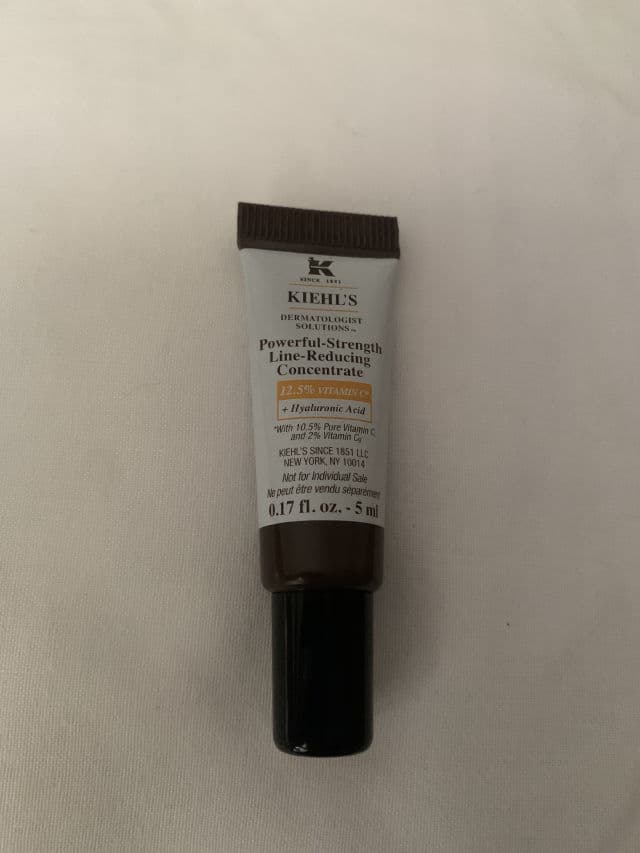 K
SINCE 1851
KIEHL'S
DERMATOLOGIST
SOLUTIONS™
Powerful-Strength
Line-Reducing
Concentrate
12.5% VITAMIN C*
+ Hyaluronic Acid
*With 10.5% Pure Vitamin C,
and 2% Vitamin Cg
KIEHL'S SINCE 1851 LLC
NEW YORK, NY 10014
Not for Individual Sale
Ne peut être vendu séparément
0.17 fl. oz. - 5 ml